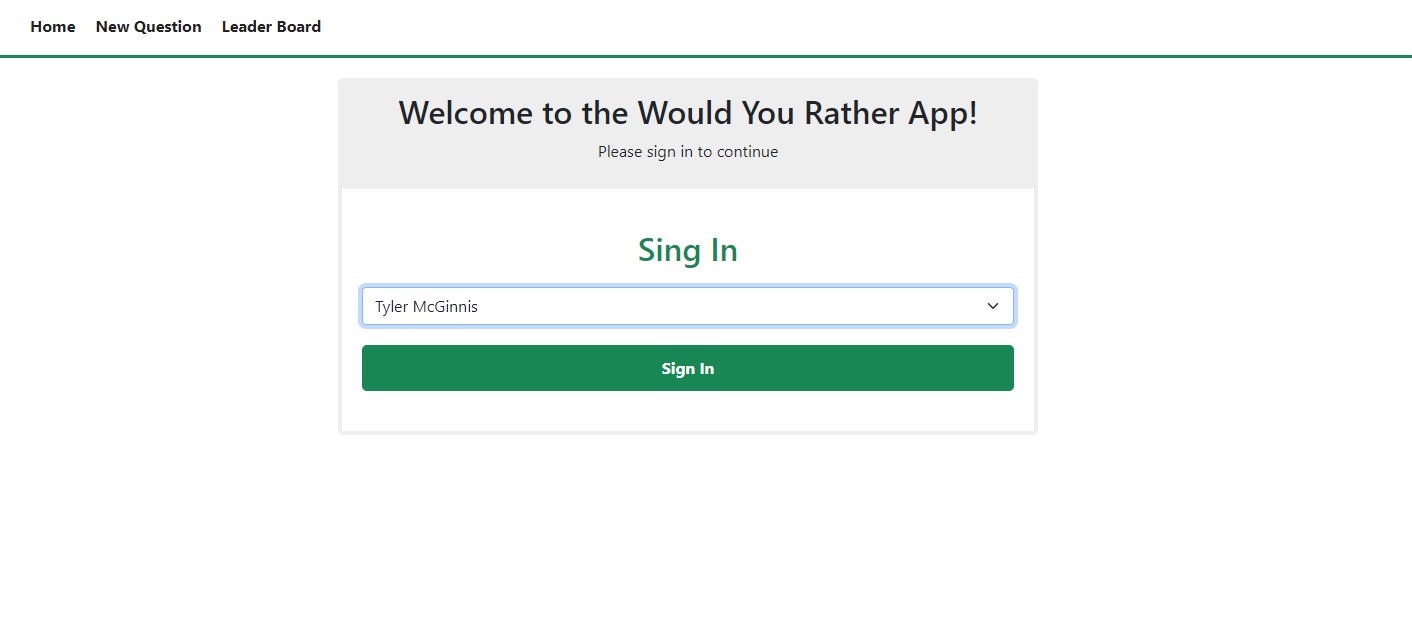 Home New Question Leader Board
Welcome to the Would You Rather App!
Please sign in to continue
Sing In
Tyler McGinnis
Sign In